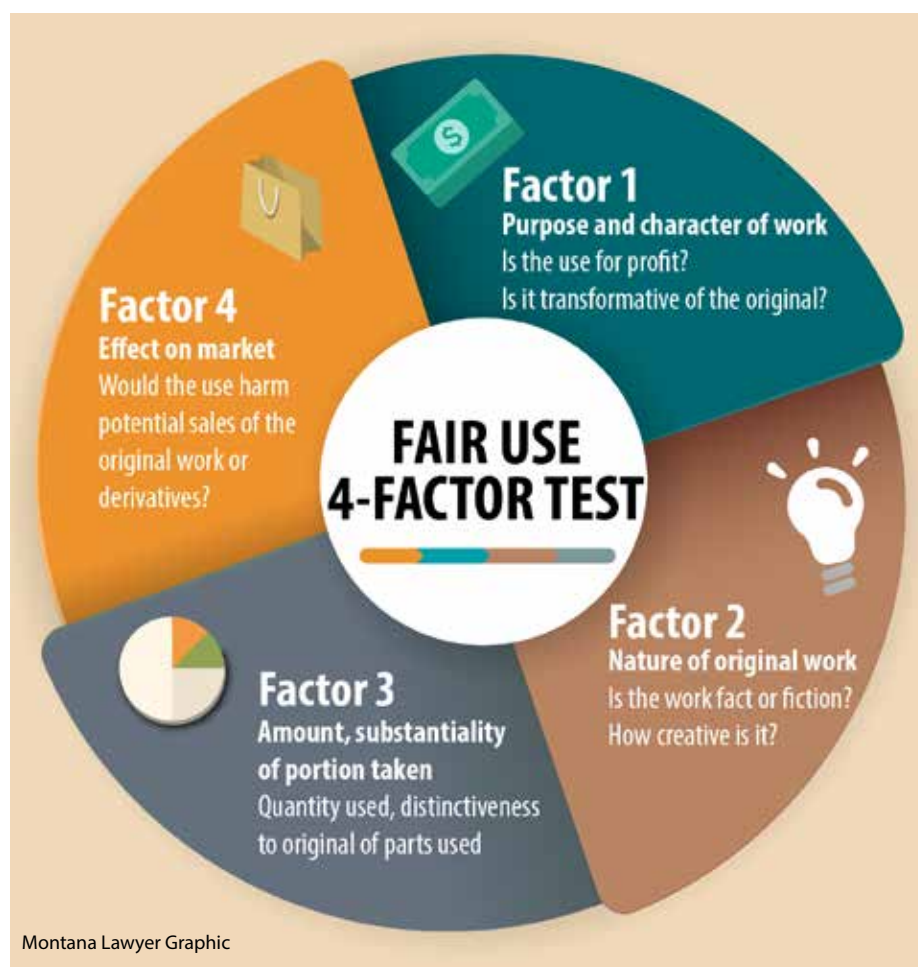 Factor 1
Purpose and character of work
Is the use for profit?
Is it transformative of the original?
Factor 4
Effect on market
Would the use harm
potential sales of the
original work or
derivatives?
FAIR USE
4-FACTOR TEST
Factor 2
Nature of original work
Is the work fact or fiction?
How creative is it?
Factor 3
Amount, substantiality
of portion taken
Quantity used, distinctiveness
to original of parts used
Montana Lawyer Graphic
$